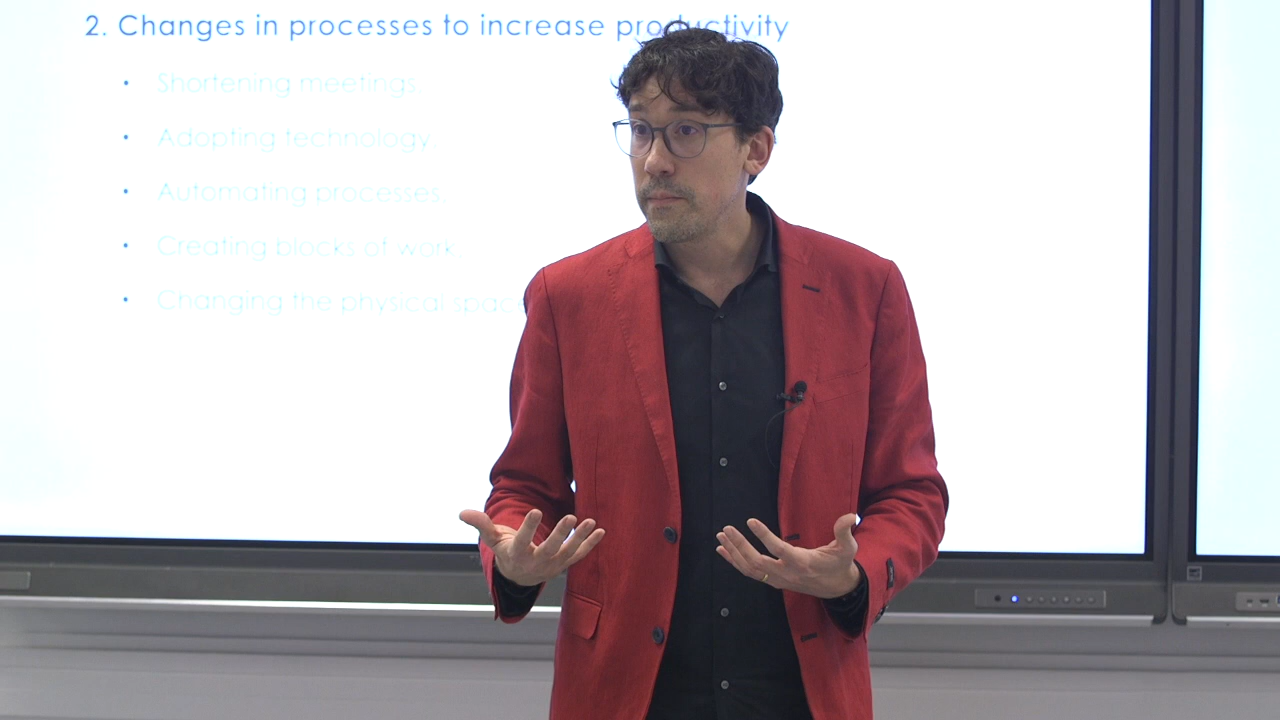 2. Changes in processes to increase productivity
• Shortening meetings.
• Adopting technology.
• Automating processes.
• Creating blocks of work.
• Changing the physical space